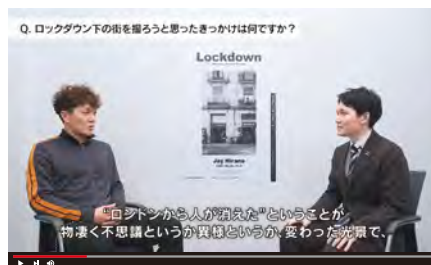 Q. ロックダウン下の街を撮ろうと思ったきっかけは何ですか？
Lockdown
Joy Hirano
"ロンドンから人が消えた"ということが
物凄く不思議というか異様というか、変わった光景で、